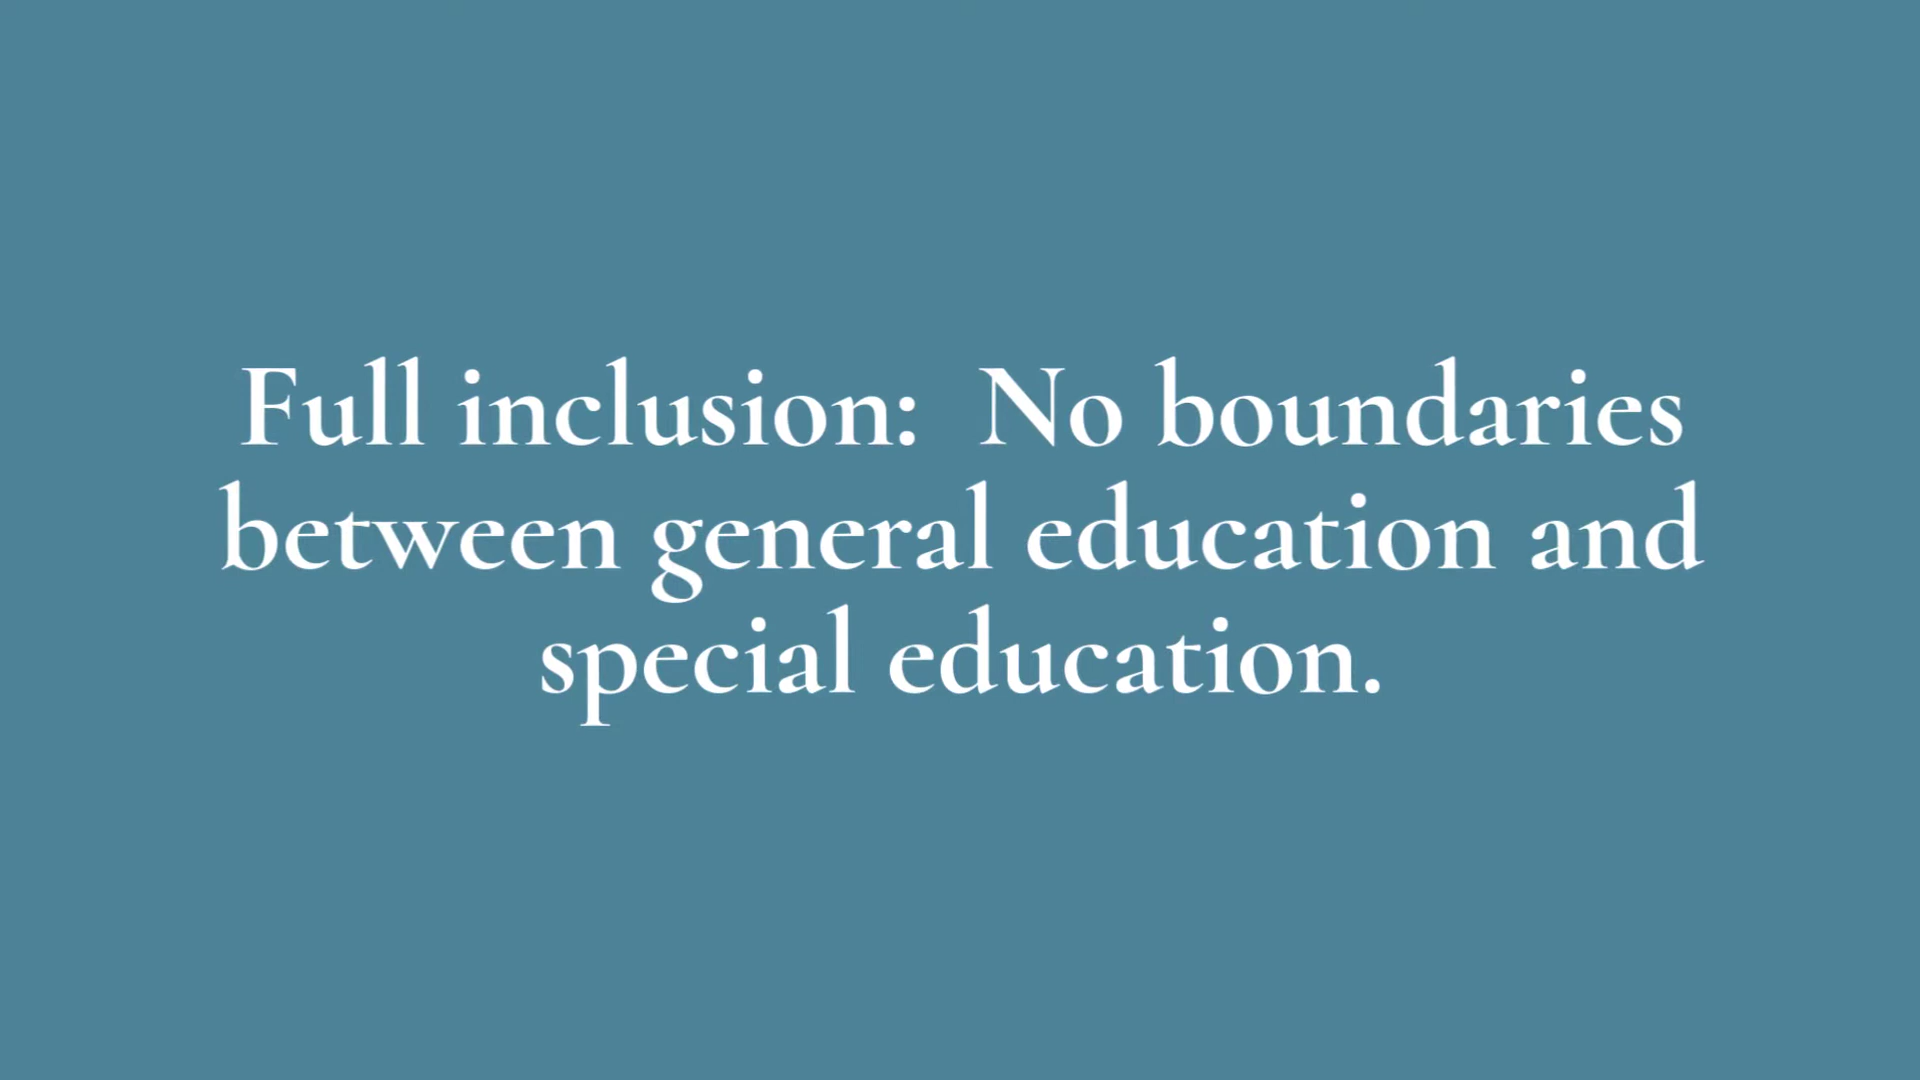 Full inclusion:  No boundaries
between general education and
special education.